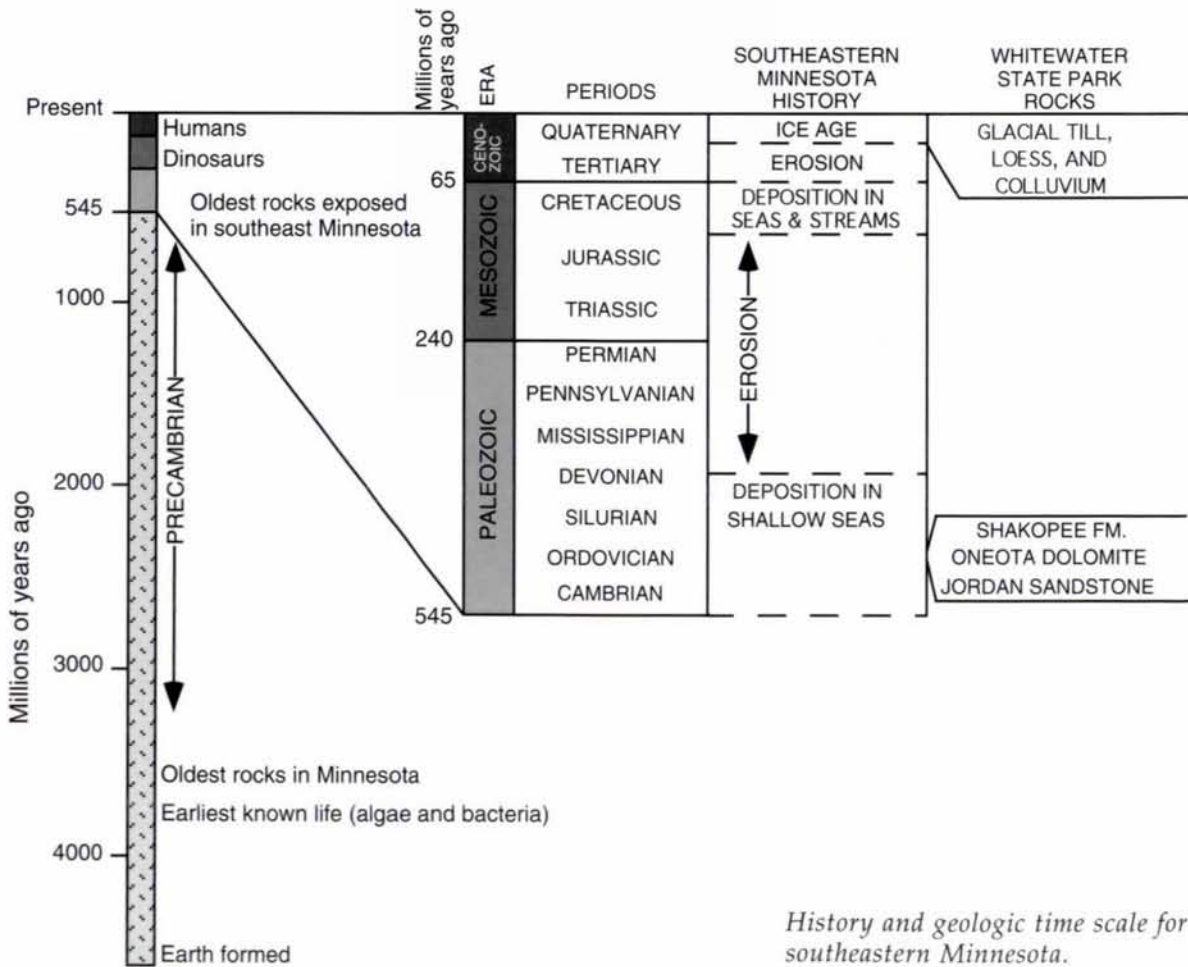 Millions of
years ago
ERA
PERIODS
SOUTHEASTERN
MINNESOTA
HISTORY
WHITEWATER
STATE PARK
ROCKS
Present
Humans
Dinosaurs
545
Oldest rocks exposed
in southeast Minnesota
1000
2000
3000
4000
Millions of years ago
PRECAMBRIAN
Oldest rocks in Minnesota
Earliest known life (algae and bacteria)
Earth formed
65
240
545
CENO-
ZOIC
MESOZOIC
PALEOZOIC
QUATERNARY
TERTIARY
CRETACEOUS
JURASSIC
TRIASSIC
PERMIAN
PENNSYLVANIAN
MISSISSIPPIAN
DEVONIAN
SILURIAN
ORDOVICIAN
CAMBRIAN
ICE AGE
EROSION
DEPOSITION IN
SEAS & STREAMS
EROSION
DEPOSITION IN
SHALLOW SEAS
GLACIAL TILL,
LOESS, AND
COLLUVIUM
SHAKOPEE FM.
ONEOTA DOLOMITE
JORDAN SANDSTONE
History and geologic time scale for
southeastern Minnesota.